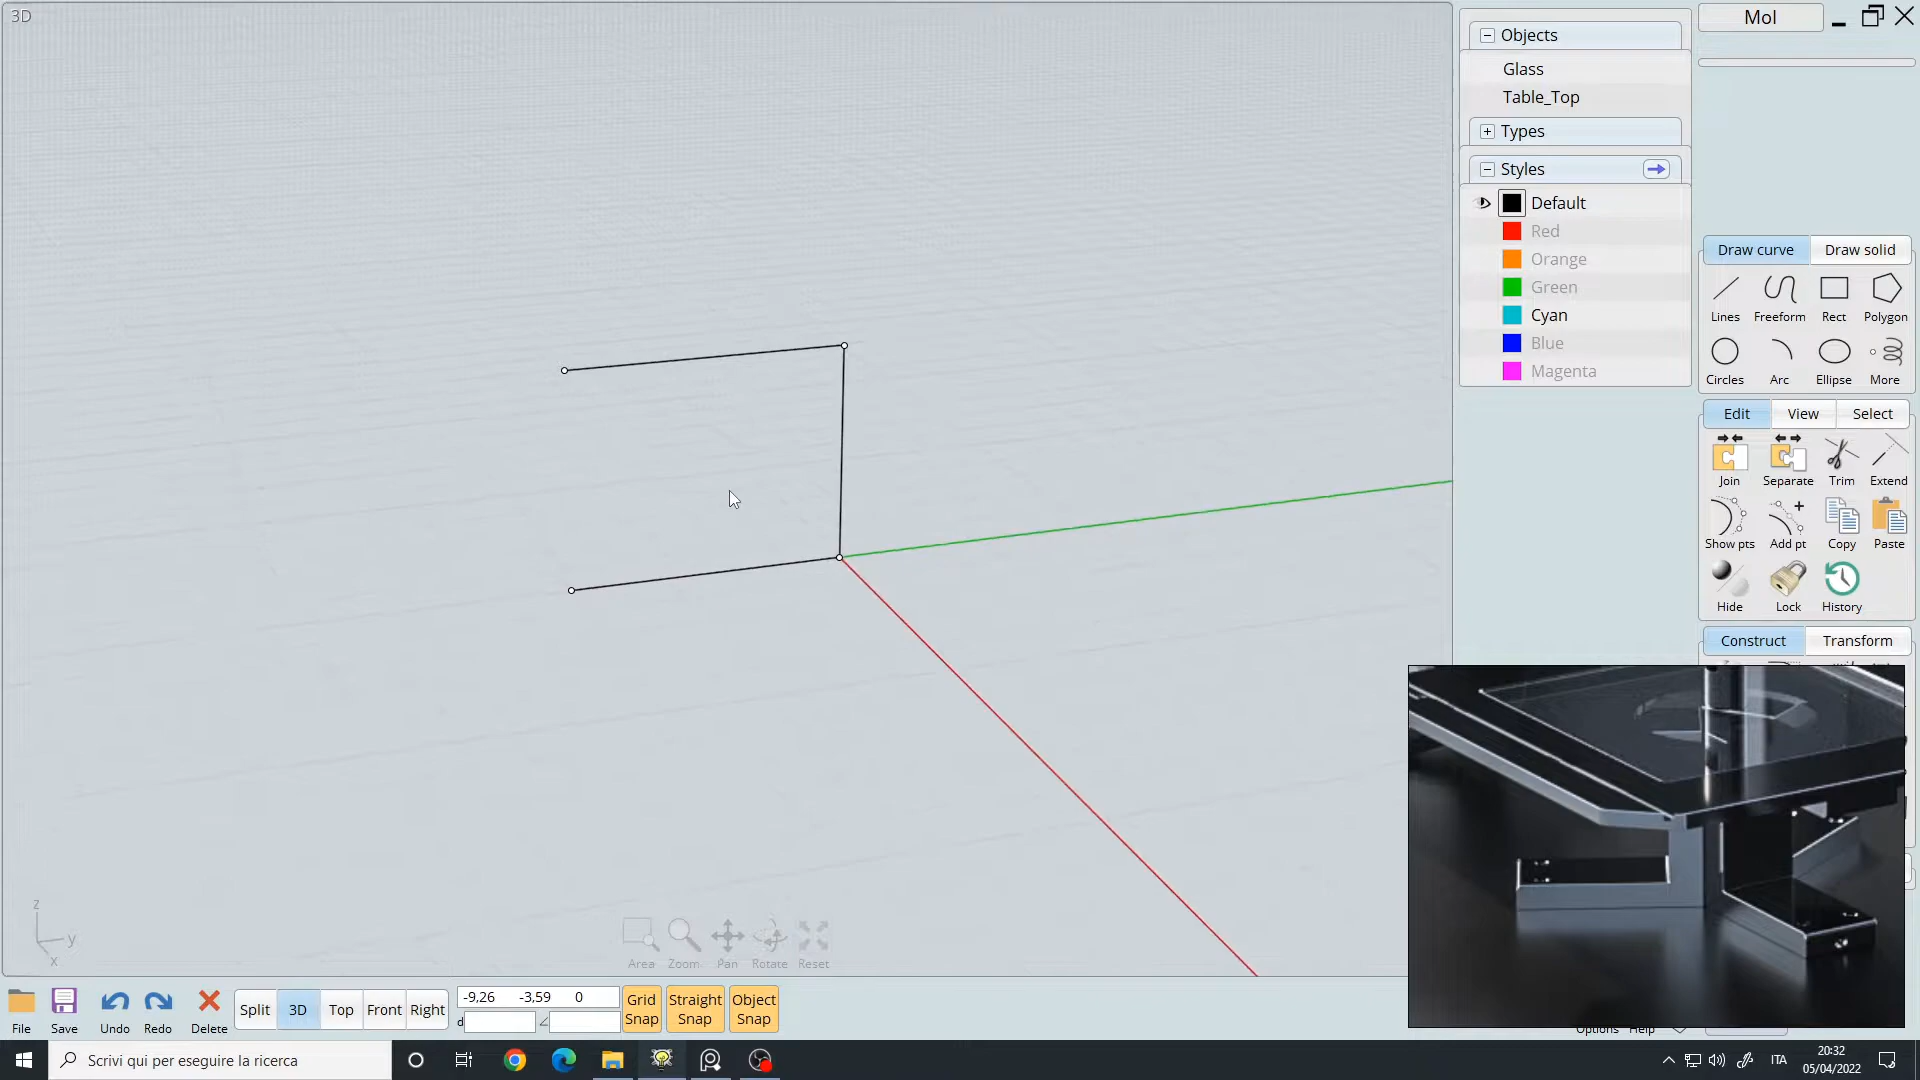 3D
Objects
Glass
Table_Top
Types
Styles
Default
Red
Orange
Green
Cyan
Blue
Magenta
MoI
Draw curve
Draw solid
Lines
Freeform
Rect
Polygon
Circles
Arc
Ellipse
More
Edit
View
Select
Join
Separate
Trim
Extend
Show pts
Add pt
Copy
Paste
Hide
Lock
History
Construct
Transform
z
y
x
Area
Zoom
Pan
Rotate
Reset
File
Save
Undo
Redo
Delete
Split
3D
Top
Front
Right
-9,26 -3,59 0
d
Grid
Snap
Straight
Snap
Object
Snap
Options
Help
Scrivi qui per eseguire la ricerca
ITA
20:32
05/04/2022